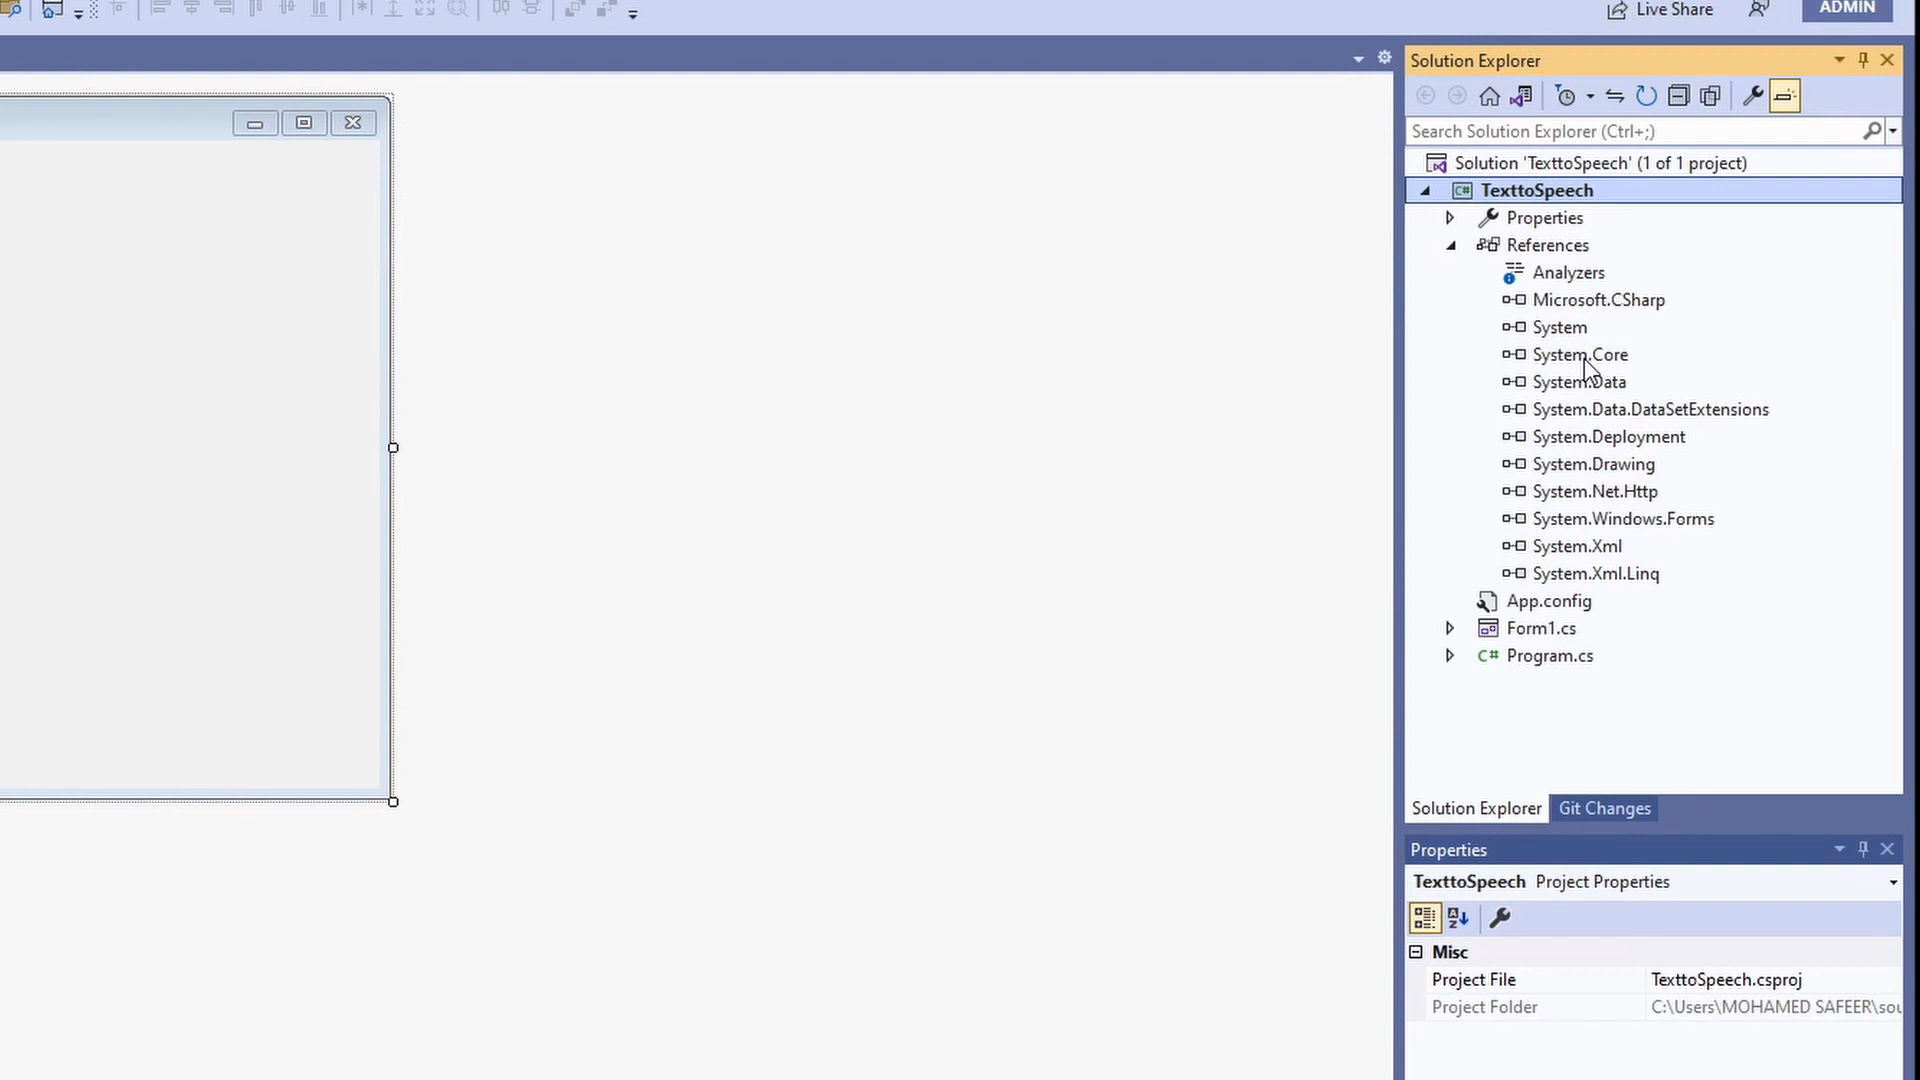 Live Share
ADMIN
Solution Explorer
Search Solution Explorer (Ctrl+;)
Solution 'TexttoSpeech' (1 of 1 project)
C# TexttoSpeech
Properties
References
Analyzers
Microsoft.CSharp
System
System.Core
System.Data
System.Data.DataSetExtensions
System.Deployment
System.Drawing
System.Net.Http
System.Windows.Forms
System.Xml
System.Xml.Linq
App.config
Form1.cs
C# Program.cs
Solution Explorer Git Changes
Properties
TexttoSpeech Project Properties
Misc
Project File TexttoSpeech.csproj
Project Folder C:\Users\MOHAMED SAFEER\sou